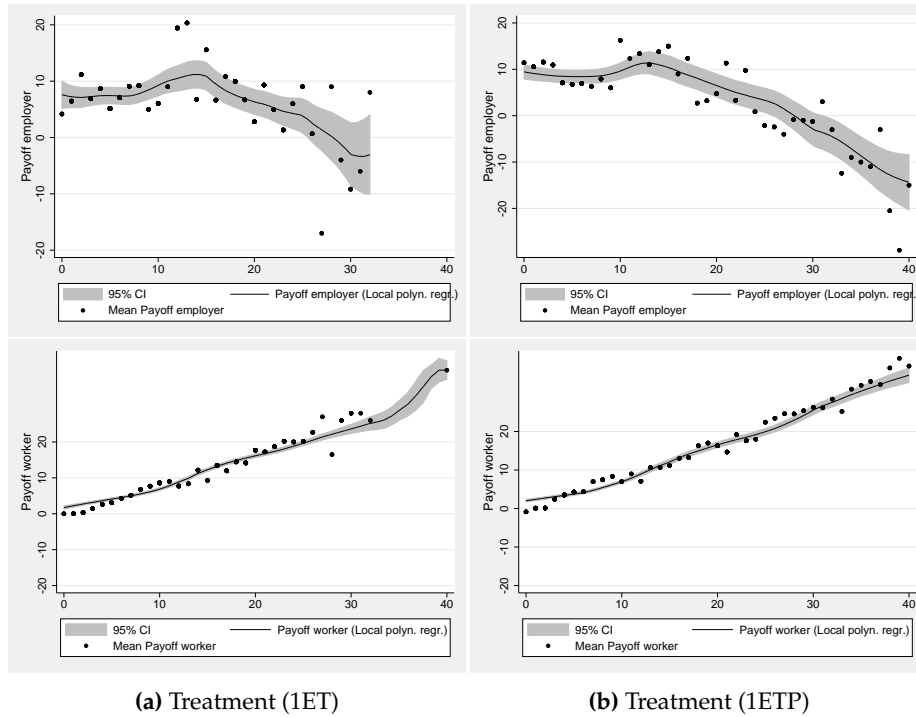 Payoff employer
-20
-10
0
10
20
0 10 20 30 40
95% CI
Payoff employer (Local polyn. regr.)
Mean Payoff employer
Payoff employer
-20
-10
0
10
20
0 10 20 30 40
95% CI
Payoff employer (Local polyn. regr.)
Mean Payoff employer
Payoff worker
-20
-10
0
10
20
0 10 20 30 40
95% CI
Payoff worker (Local polyn. regr.)
Mean Payoff worker
Payoff worker
-20
-10
0
10
20
0 10 20 30 40
95% CI
Payoff worker (Local polyn. regr.)
Mean Payoff worker
(a) Treatment (1ET)
(b) Treatment (1ETP)